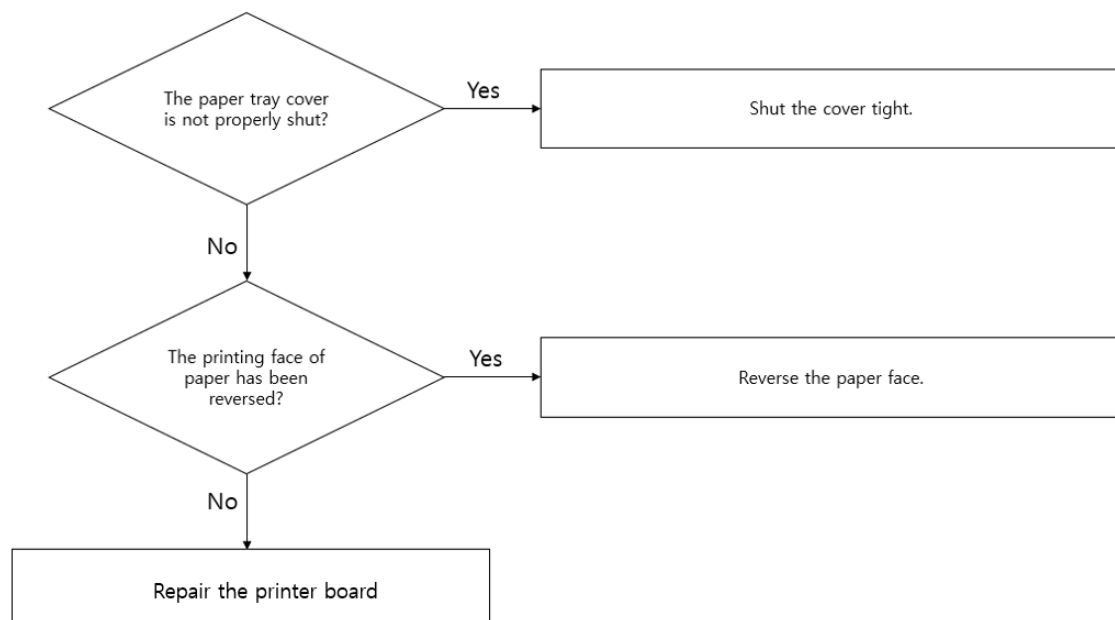 The paper tray cover
is not properly shut?
Yes
Shut the cover tight.
No
The printing face of
paper has been
reversed?
Yes
Reverse the paper face.
No
Repair the printer board